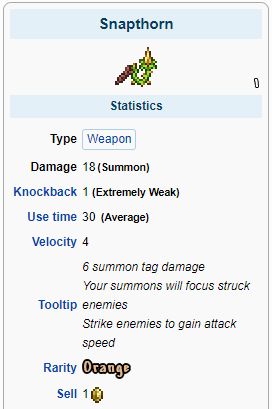 Snapthorn
Statistics
Type Weapon
Damage 18 (Summon)
Knockback 1 (Extremely Weak)
Use time 30 (Average)
Velocity 4
6 summon tag damage
Your summons will focus struck
Tooltip enemies
Strike enemies to gain attack
speed
Rarity Orange
Sell 1